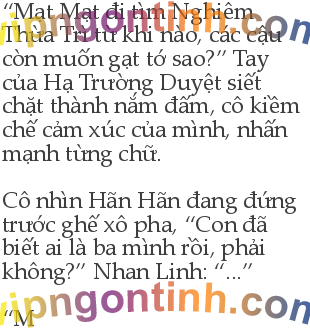 “Mạt Mạt đi tìm Nghiêm
Thừa Trì từ khi nào, các cậu
còn muốn gạt tớ sao?” Tay
của Hạ Trường Duyệt siết
chặt thành nắm đấm, cô kiềm
chế cảm xúc của mình, nhấn
mạnh từng chữ.
Cô nhìn Hãn Hãn đang đứng
trước ghế xô pha, “Con đã
biết ai là ba mình rồi, phải
không?” Nhan Linh: “...”
vipngontinh.com
“M
vipngontinh.com